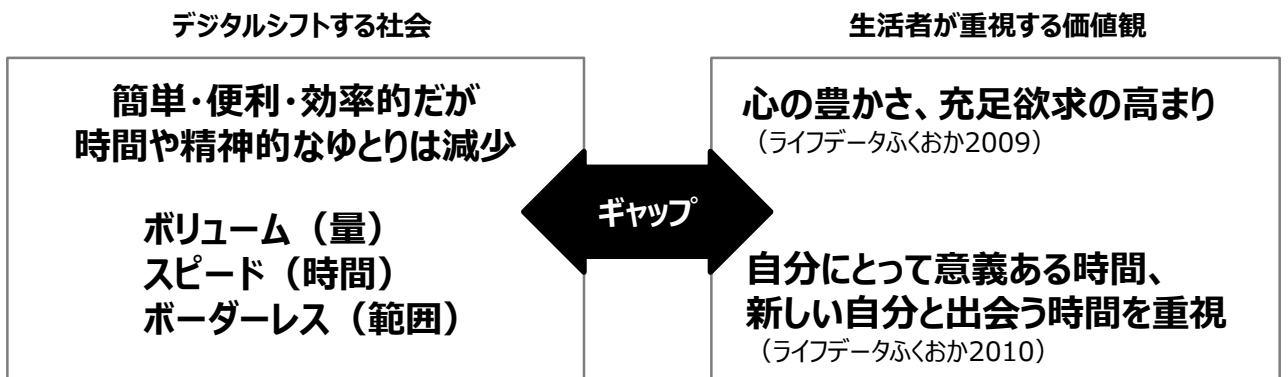 デジタルシフトする社会
簡単・便利・効率的だが
時間や精神的なゆとりは減少
ボリューム（量）
スピード（時間）
ボーダーレス（範囲）
ギャップ
生活者が重視する価値観
心の豊かさ、充足欲求の高まり
（ライフデータふくおか2009）
自分にとって意義ある時間、
新しい自分と出会う時間を重視
（ライフデータふくおか2010）